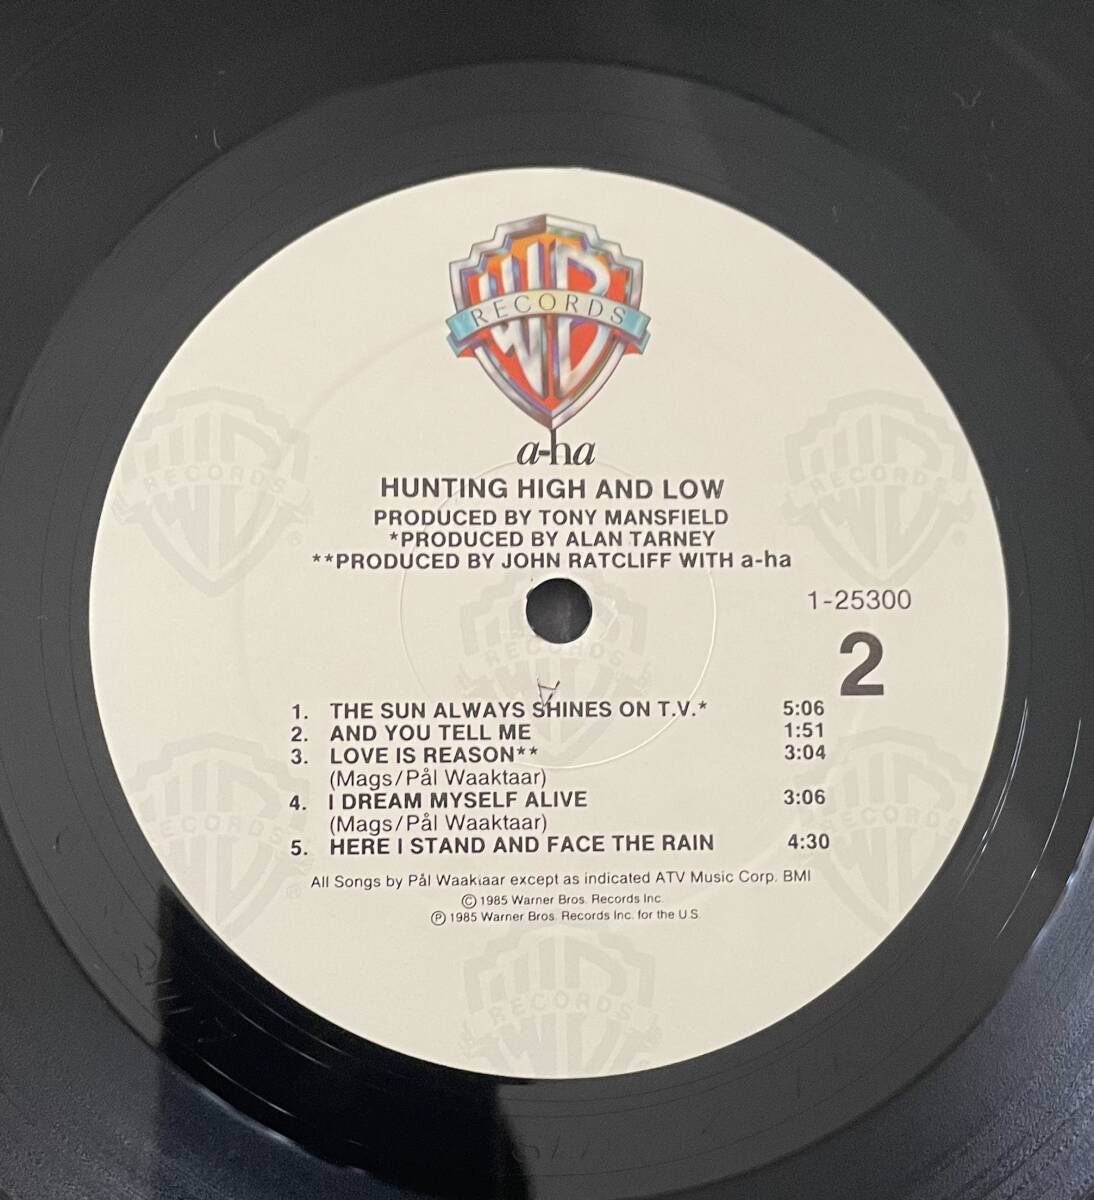 WB
RECORDS
a-ha
HUNTING HIGH AND LOW
PRODUCED BY TONY MANSFIELD
*PRODUCED BY ALAN TARNEY
**PRODUCED BY JOHN RATCLIFF WITH a-ha
1-25300
2
1. THE SUN ALWAYS SHINES ON T.V.* 5:06
2. AND YOU TELL ME 1:51
3. LOVE IS REASON** 3:04
(Mags/Pål Waaktaar)
4. I DREAM MYSELF ALIVE 3:06
(Mags/Pål Waaktaar)
5. HERE I STAND AND FACE THE RAIN 4:30
All Songs by Pål Waaktaar except as indicated ATV Music Corp. BMI
© 1985 Warner Bros. Records Inc.
℗ 1985 Warner Bros. Records Inc. for the U.S.